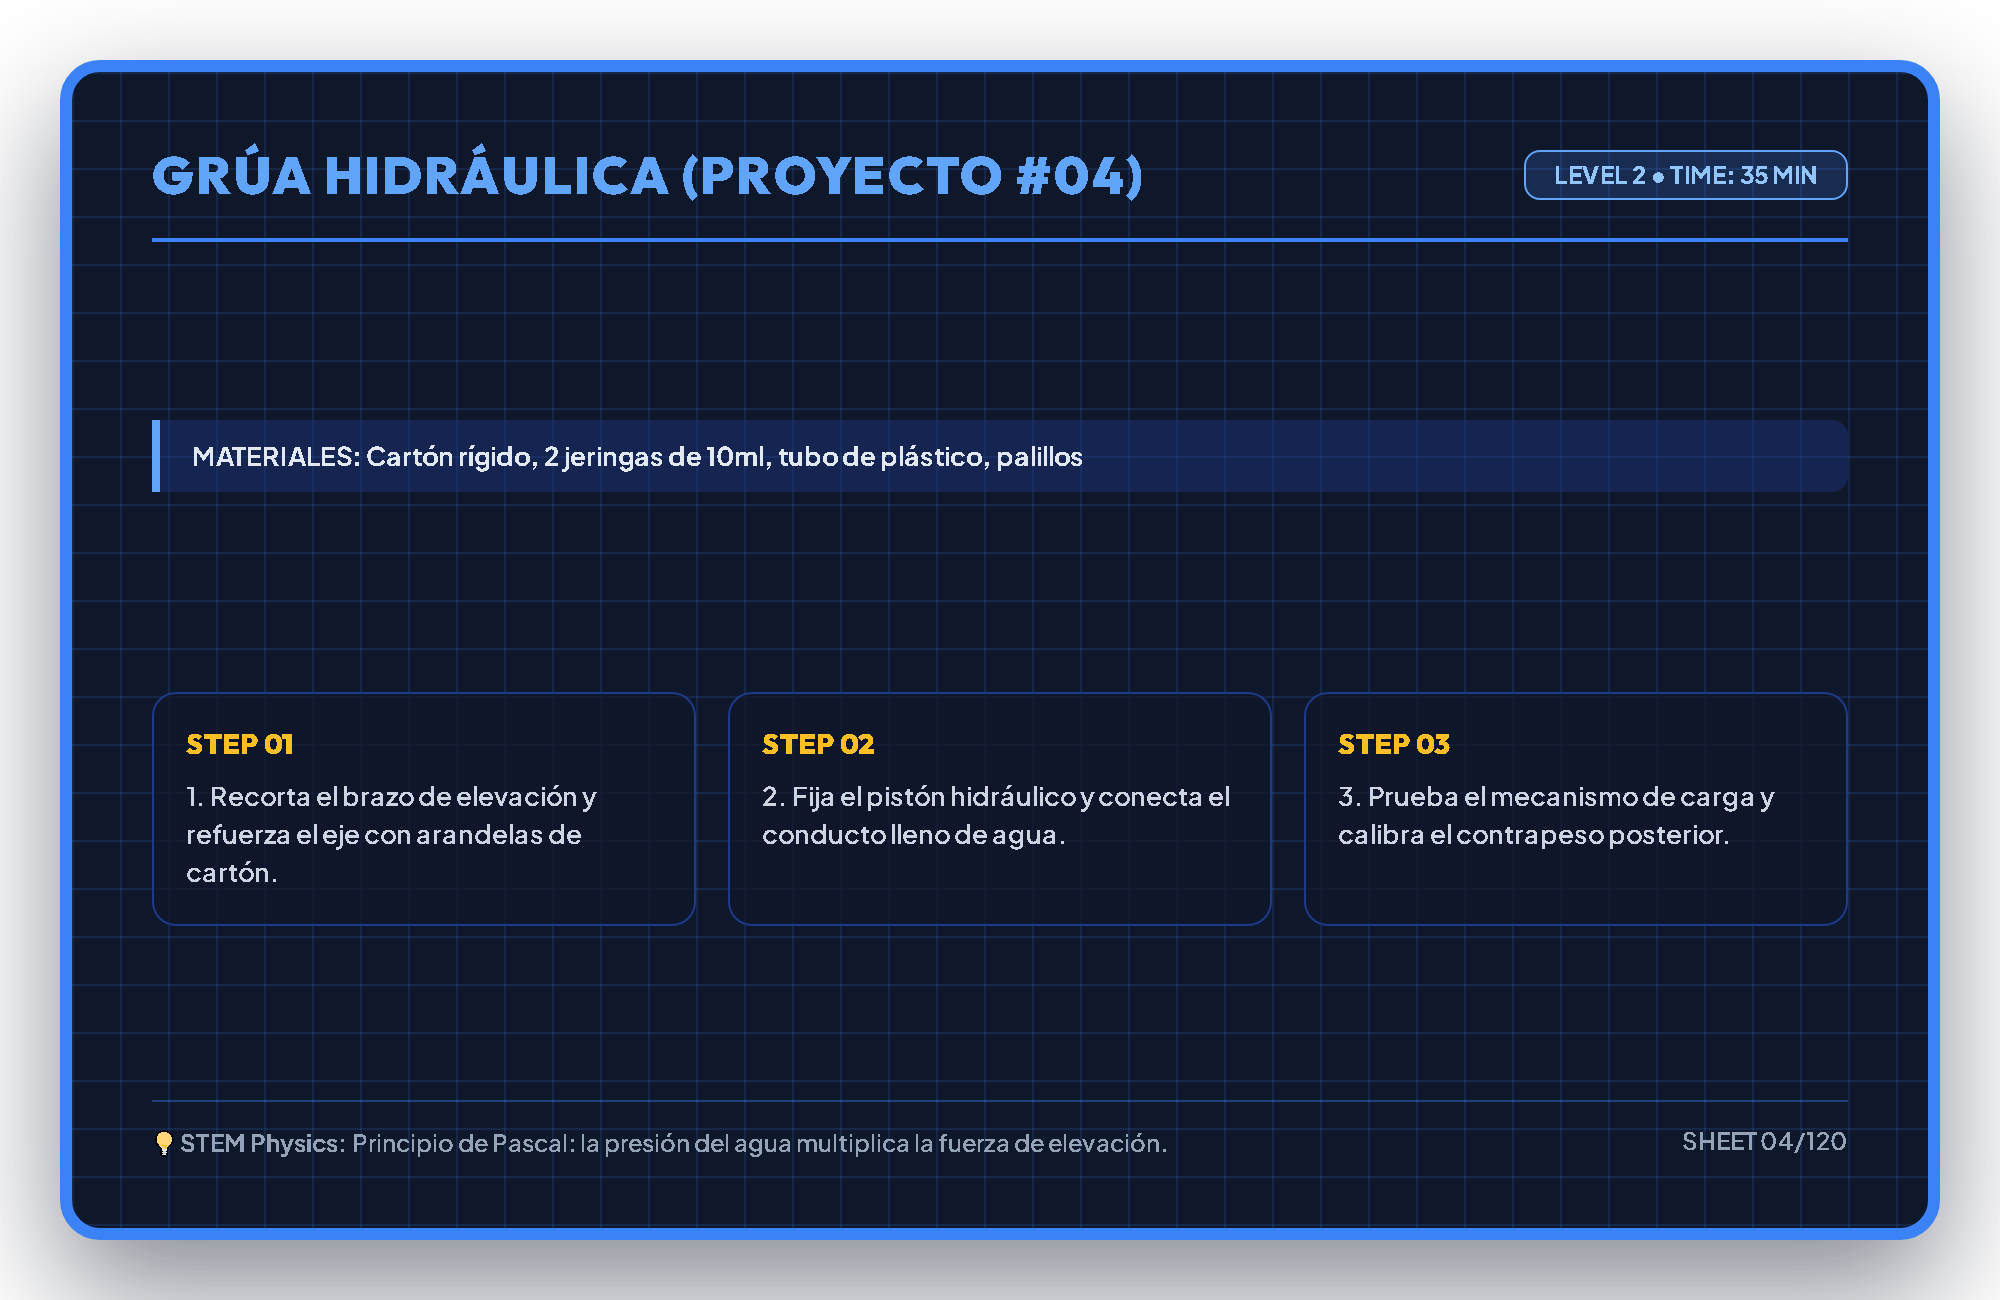 GRÚA HIDRÁULICA (PROYECTO #04)
LEVEL 2 • TIME: 35 MIN
MATERIALES: Cartón rígido, 2 jeringas de 10ml, tubo de plástico, palillos
STEP 01
1. Recorta el brazo de elevación y
refuerza el eje con arandelas de
cartón.
STEP 02
2. Fija el pistón hidráulico y conecta el
conducto lleno de agua.
STEP 03
3. Prueba el mecanismo de carga y
calibra el contrapeso posterior.
💡 STEM Physics: Principio de Pascal: la presión del agua multiplica la fuerza de elevación.
SHEET 04/120